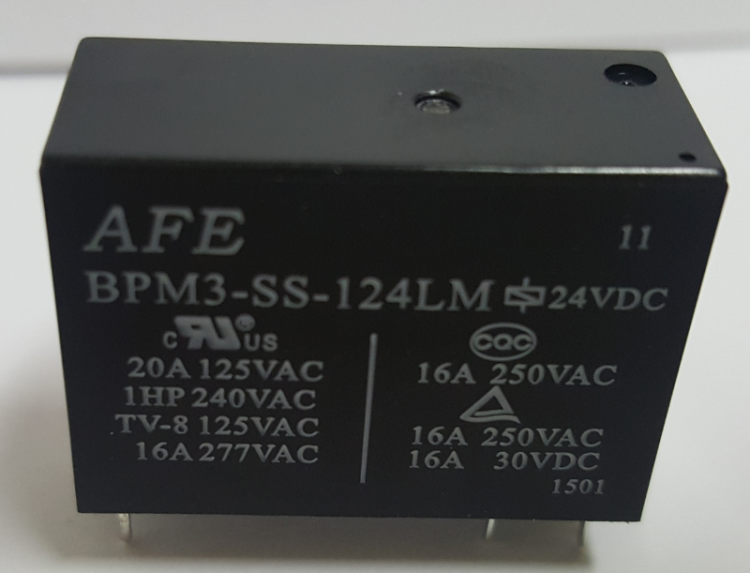 AFE
11
BPM3-SS-124LM 24VDC
c RU US
20A 125VAC
1HP 240VAC
TV-8 125VAC
16A 277VAC
CQC
16A 250VAC
16A 250VAC
16A 30VDC
1501